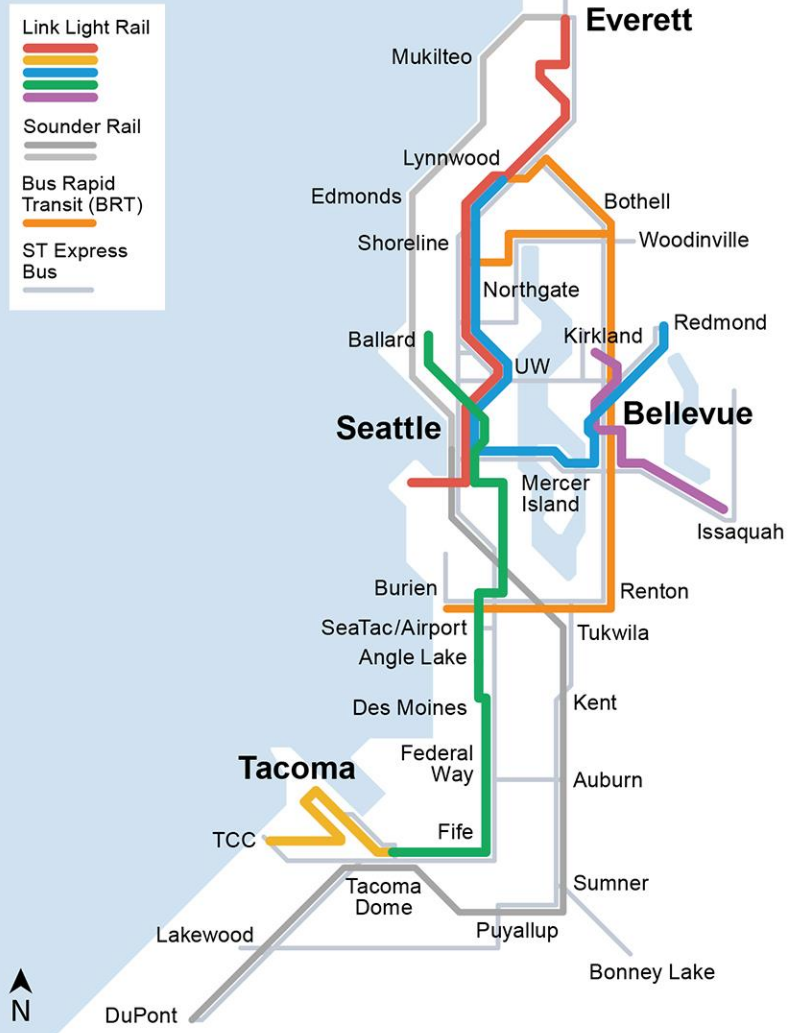 Link Light Rail
Sounder Rail
Bus Rapid
Transit (BRT)
ST Express
Bus
Everett
Mukilteo
Lynnwood
Edmonds
Bothell
Shoreline
Woodinville
Northgate
Ballard
Kirkland
Redmond
UW
Seattle
Bellevue
Mercer
Island
Issaquah
Burien
Renton
SeaTac/Airport
Tukwila
Angle Lake
Des Moines
Kent
Federal
Way
Tacoma
Auburn
TCC
Fife
Tacoma
Dome
Sumner
Puyallup
Lakewood
Bonney Lake
N
DuPont